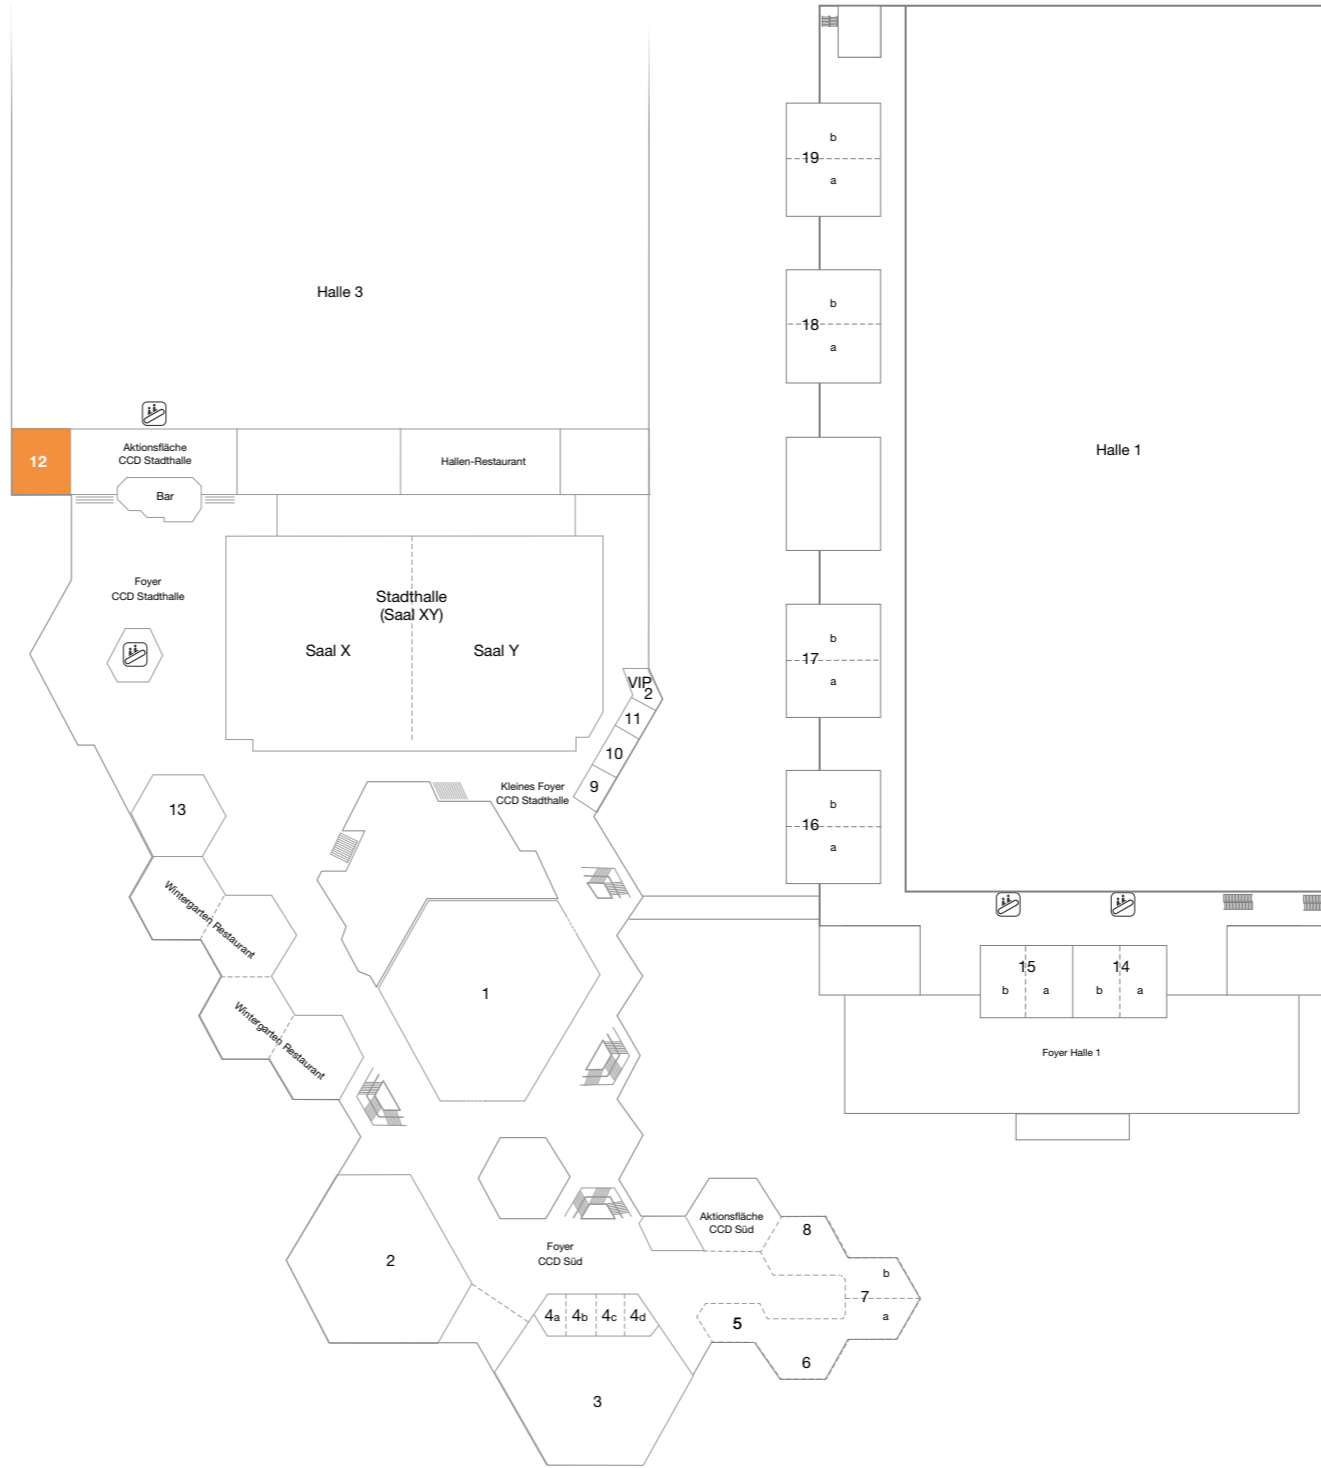 b
19
a
Halle 3
b
18
a
Halle 1
12
Aktionsfläche
CCD Stadthalle
Hallen-Restaurant
Bar
Foyer
CCD Stadthalle
Stadthalle
(Saal XY)
Saal X
Saal Y
b
17
a
VIP
2
11
10
9
Kleines Foyer
CCD Stadthalle
b
16
a
13
Wintergarten Restaurant
Wintergarten Restaurant
1
15
b
a
14
b
a
Foyer Halle 1
2
Foyer
CCD Süd
Aktionsfläche
CCD Süd
8
b
7
a
4a
4b
4c
4d
5
6
3